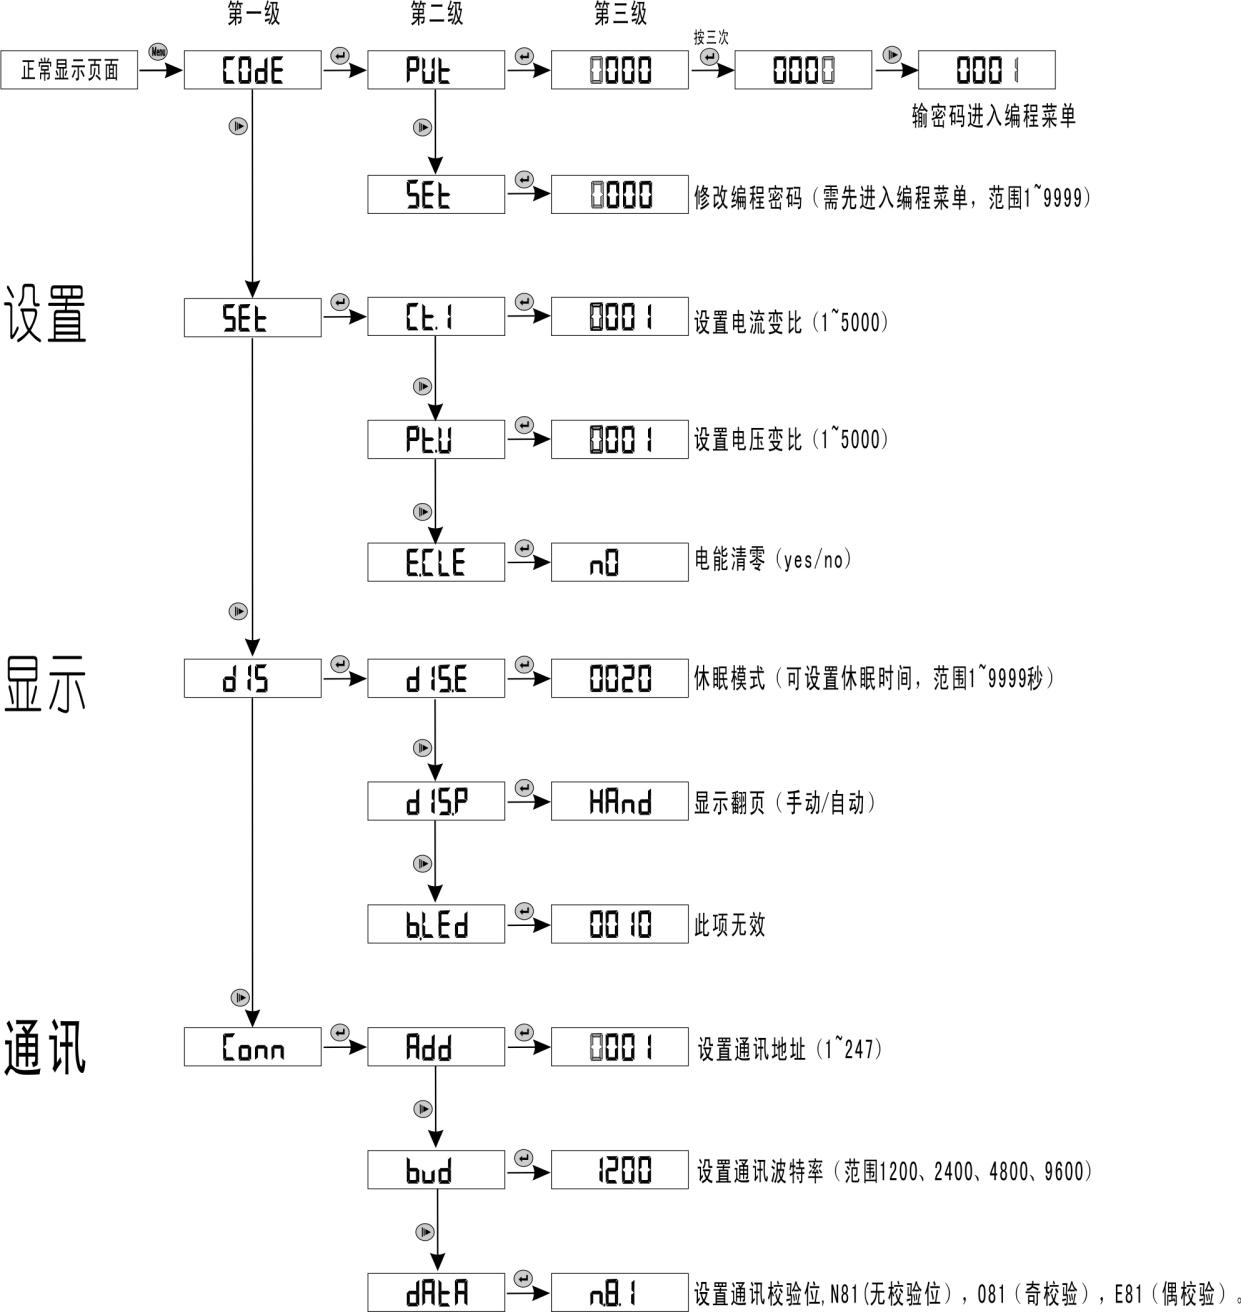 第一级 第二级 第三级
按三次
Menu
正常显示页面 CODE PUt 0000 0000 0001
输密码进入编程菜单
SEt 0000 修改编程密码（需先进入编程菜单，范围1~9999）
设置
SEt Ct.1 0001 设置电流变比（1~5000）
Pt.U 0001 设置电压变比（1~5000）
E.CLE nO 电能清零（yes/no）
显示
dIS dIS.E 0020 休眠模式（可设置休眠时间，范围1~9999秒）
dIS.P HAnd 显示翻页（手动/自动）
b.LEd 0010 此项无效
通讯
Conn Add 0001 设置通讯地址（1~247）
bud 1200 设置通讯波特率（范围1200、2400、4800、9600）
dAtA n8.1 设置通讯校验位,N81(无校验位），O81（奇校验），E81（偶校验）。